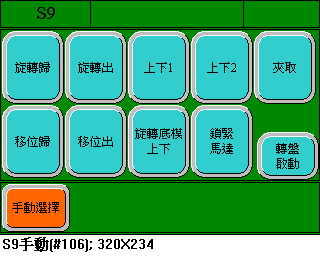 S9
旋轉歸
旋轉出
上下1
上下2
夾取
移位歸
移位出
旋轉底模
上下
鎖緊
馬達
轉盤
啟動
手動選擇
S9手動(#106); 320X234